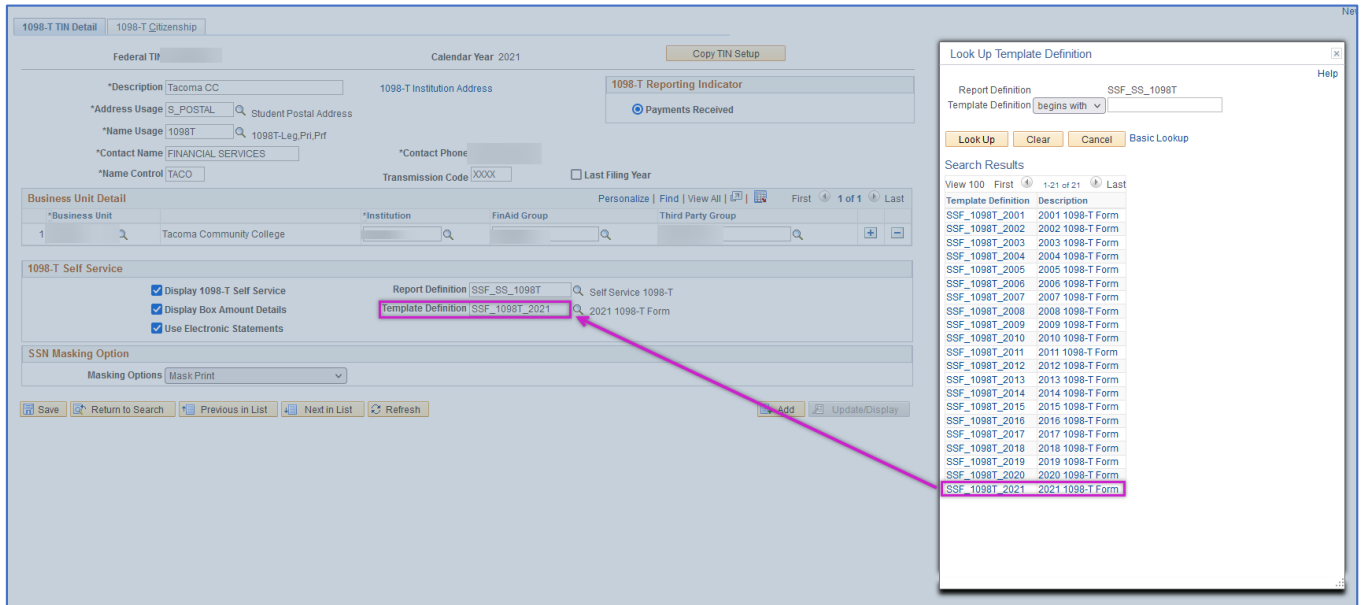 Nev
1098-T TIN Detail 1098-T Citizenship
Federal TIN Calendar Year 2021 Copy TIN Setup
*Description Tacoma CC 1098-T Institution Address
*Address Usage S_POSTAL Student Postal Address
*Name Usage 1098T 1098T-Leg,Pri,Prf
*Contact Name FINANCIAL SERVICES *Contact Phone
*Name Control TACO Transmission Code XXXX Last Filing Year
1098-T Reporting Indicator
Payments Received
Business Unit Detail Personalize | Find | View All | | First 1 of 1 Last
*Business Unit *Institution FinAid Group Third Party Group
1 Tacoma Community College
1098-T Self Service
Display 1098-T Self Service Report Definition SSF_SS_1098T Self Service 1098-T
Display Box Amount Details Template Definition SSF_1098T_2021 2021 1098-T Form
Use Electronic Statements
SSN Masking Option
Masking Options Mask Print
Save Return to Search Previous in List Next in List Refresh Add Update/Display
Look Up Template Definition ×
Help
Report Definition SSF_SS_1098T
Template Definition begins with
Look Up Clear Cancel Basic Lookup
Search Results
View 100 First 1-21 of 21 Last
Template Definition Description
SSF_1098T_2001 2001 1098-T Form
SSF_1098T_2002 2002 1098-T Form
SSF_1098T_2003 2003 1098-T Form
SSF_1098T_2004 2004 1098-T Form
SSF_1098T_2005 2005 1098-T Form
SSF_1098T_2006 2006 1098-T Form
SSF_1098T_2007 2007 1098-T Form
SSF_1098T_2008 2008 1098-T Form
SSF_1098T_2009 2009 1098-T Form
SSF_1098T_2010 2010 1098-T Form
SSF_1098T_2011 2011 1098-T Form
SSF_1098T_2012 2012 1098-T Form
SSF_1098T_2013 2013 1098-T Form
SSF_1098T_2014 2014 1098-T Form
SSF_1098T_2015 2015 1098-T Form
SSF_1098T_2016 2016 1098-T Form
SSF_1098T_2017 2017 1098-T Form
SSF_1098T_2018 2018 1098-T Form
SSF_1098T_2019 2019 1098-T Form
SSF_1098T_2020 2020 1098-T Form
SSF_1098T_2021 2021 1098-T Form